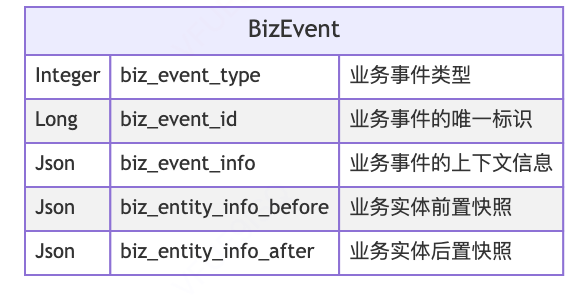 BizEvent
Integer biz_event_type 业务事件类型
Long biz_event_id 业务事件的唯一标识
Json biz_event_info 业务事件的上下文信息
Json biz_entity_info_before 业务实体前置快照
Json biz_entity_info_after 业务实体后置快照